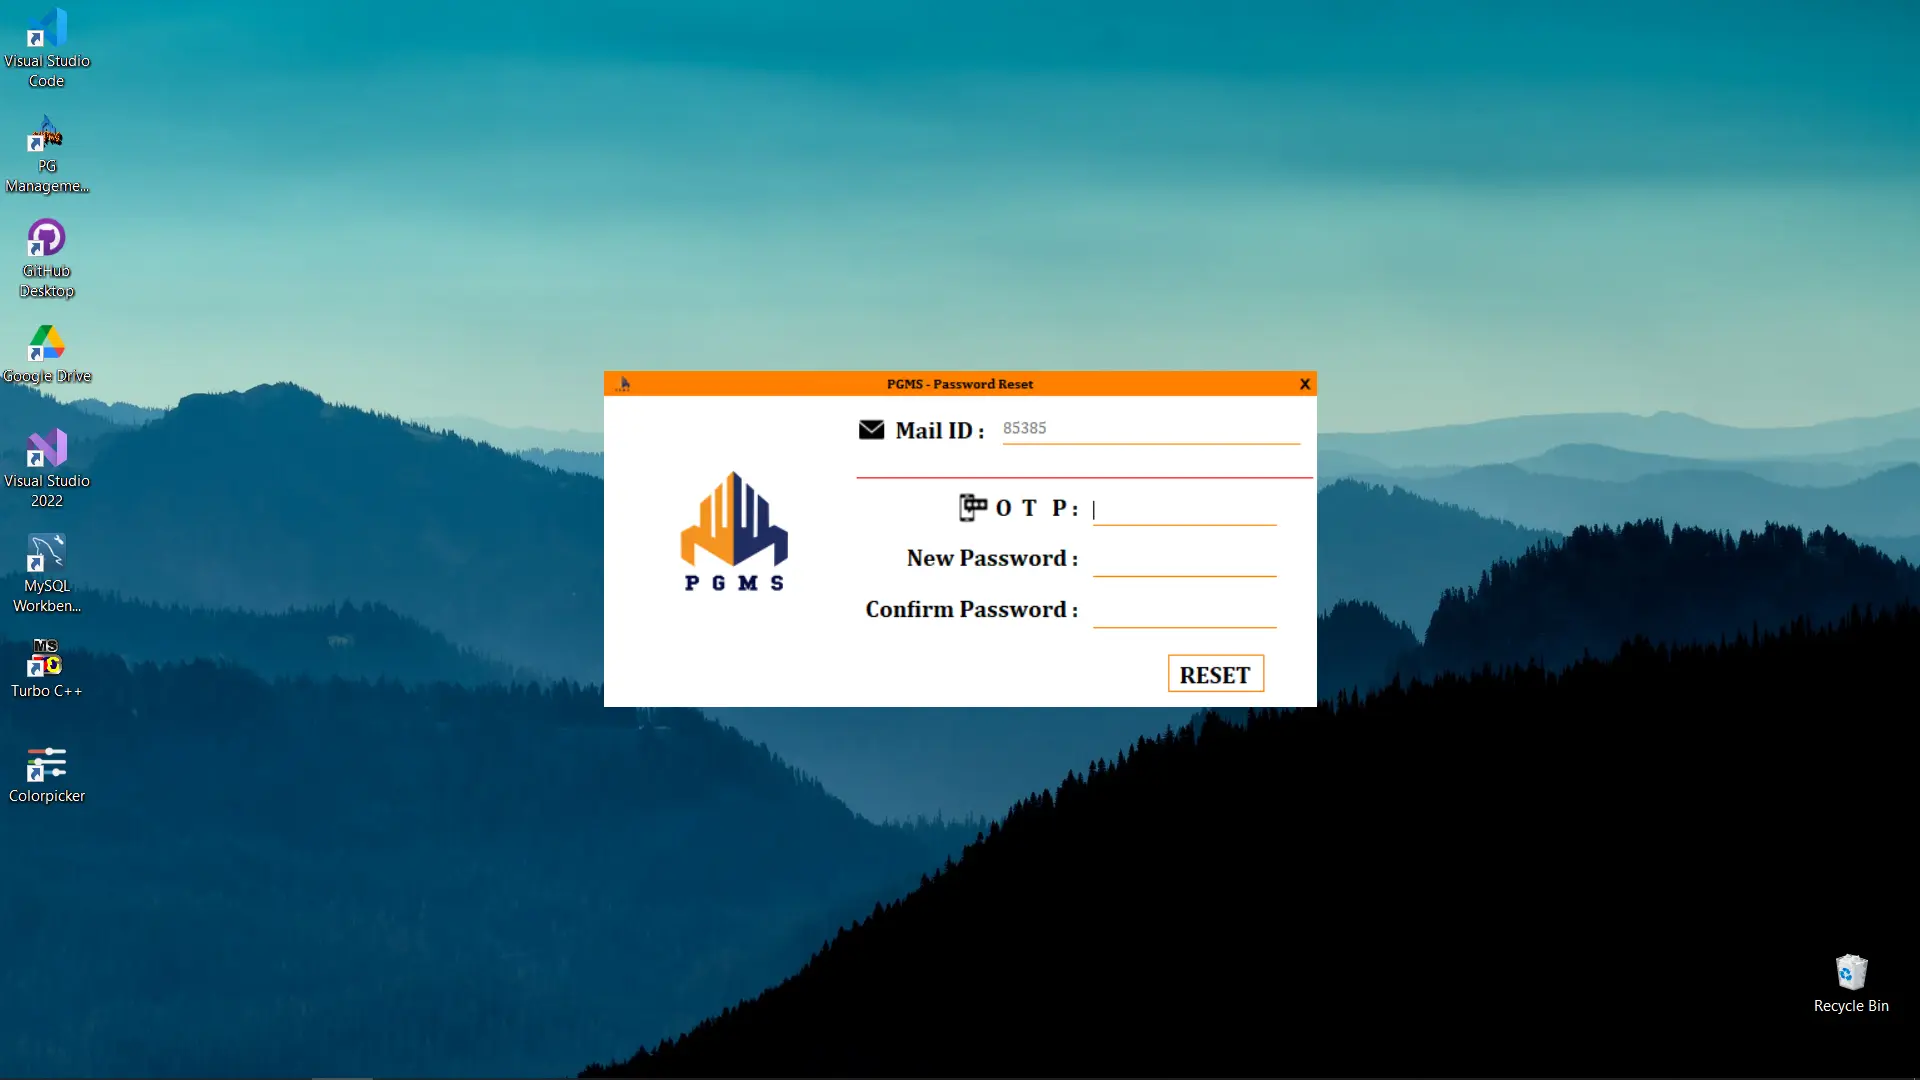 Visual Studio
Code
PG
Manageme...
GitHub
Desktop
Google Drive
Visual Studio
2022
MySQL
Workben...
MS
Turbo C++
Colorpicker
PGMS - Password Reset
X
Mail ID :
85385
O T P :
New Password :
Confirm Password :
RESET
PGMS
Recycle Bin